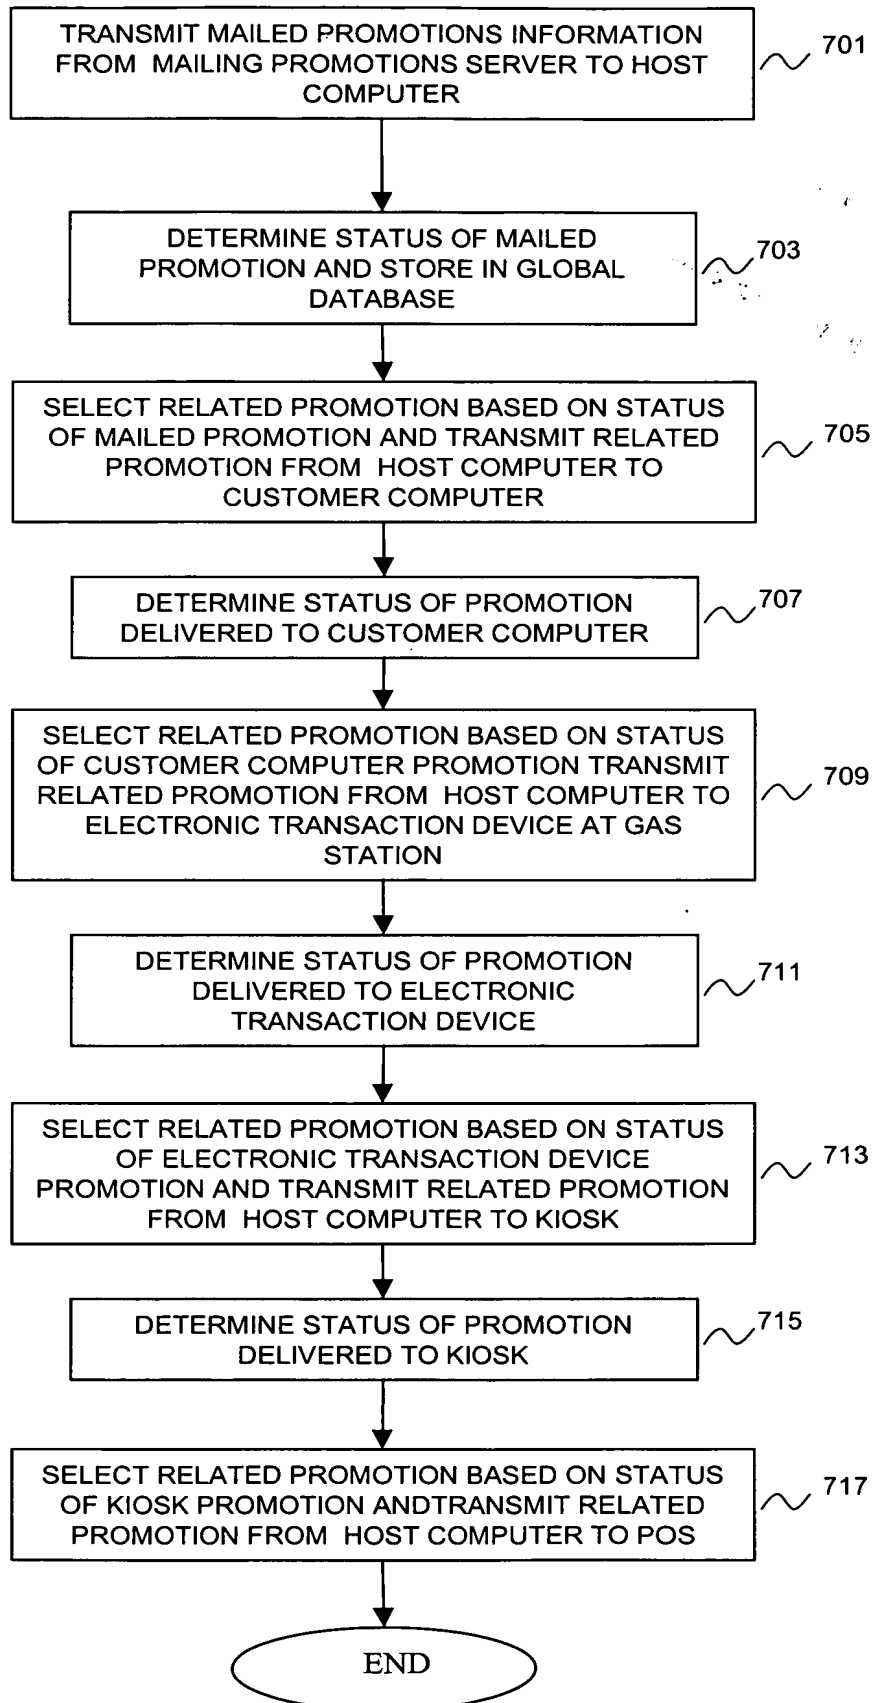 TRANSMIT MAILED PROMOTIONS INFORMATION
FROM MAILING PROMOTIONS SERVER TO HOST
COMPUTER
701
DETERMINE STATUS OF MAILED
PROMOTION AND STORE IN GLOBAL
DATABASE
703
SELECT RELATED PROMOTION BASED ON STATUS
OF MAILED PROMOTION AND TRANSMIT RELATED
PROMOTION FROM HOST COMPUTER TO
CUSTOMER COMPUTER
705
DETERMINE STATUS OF PROMOTION
DELIVERED TO CUSTOMER COMPUTER
707
SELECT RELATED PROMOTION BASED ON STATUS
OF CUSTOMER COMPUTER PROMOTION TRANSMIT
RELATED PROMOTION FROM HOST COMPUTER TO
ELECTRONIC TRANSACTION DEVICE AT GAS
STATION
709
DETERMINE STATUS OF PROMOTION
DELIVERED TO ELECTRONIC
TRANSACTION DEVICE
711
SELECT RELATED PROMOTION BASED ON STATUS
OF ELECTRONIC TRANSACTION DEVICE
PROMOTION AND TRANSMIT RELATED PROMOTION
FROM HOST COMPUTER TO KIOSK
713
DETERMINE STATUS OF PROMOTION
DELIVERED TO KIOSK
715
SELECT RELATED PROMOTION BASED ON STATUS
OF KIOSK PROMOTION ANDTRANSMIT RELATED
PROMOTION FROM HOST COMPUTER TO POS
717
END